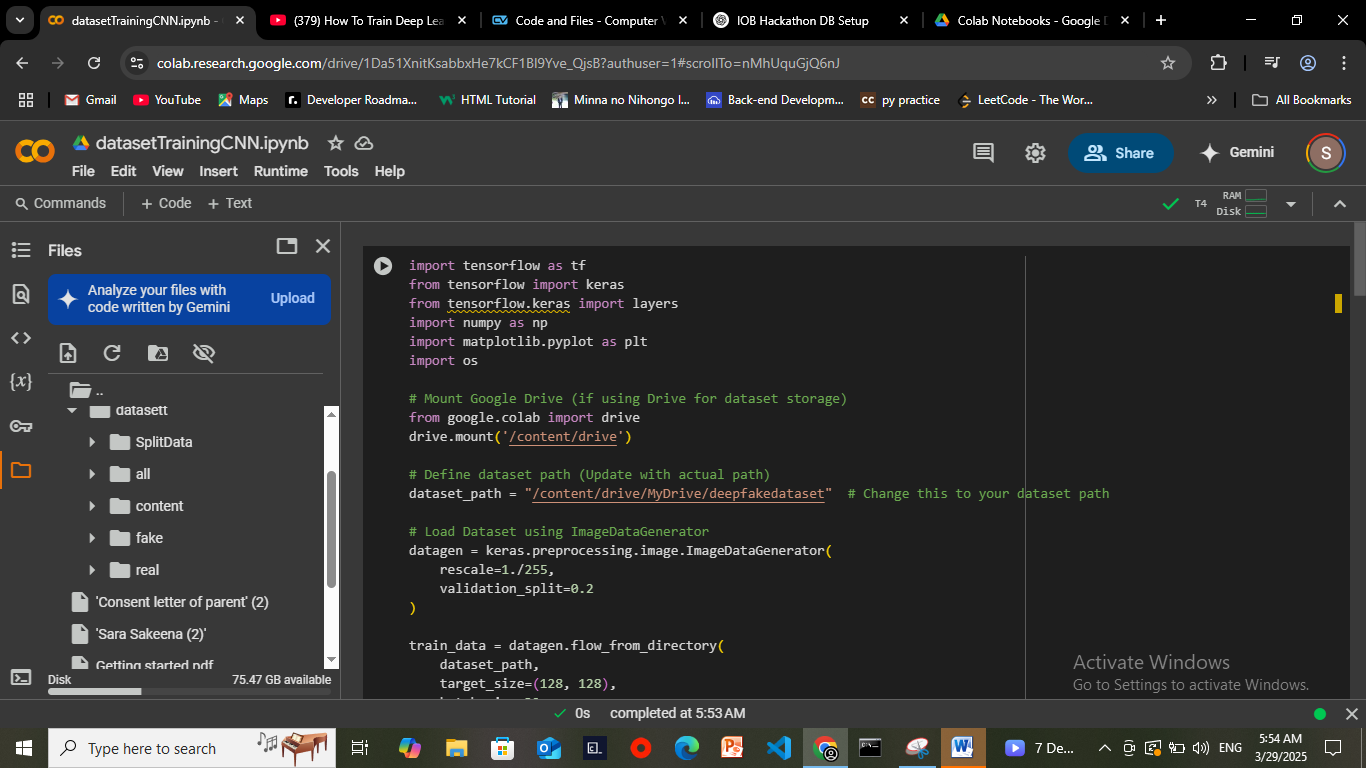 datasetTrainingCNN.ipynb -
(379) How To Train Deep Lea
Code and Files - Computer
IOB Hackathon DB Setup
Colab Notebooks - Google
colab.research.google.com/drive/1Da51XnitKsabbxHe7kCF1BI9Yve_QjsB?authuser=1#scrollTo=nMhUquGjQ6nJ
Gmail
YouTube
Maps
Developer Roadma...
HTML Tutorial
Minna no Nihongo I...
Back-end Developm...
CC py practice
LeetCode - The Wor...
»
All Bookmarks
datasetTrainingCNN.ipynb
Share
Gemini
S
File Edit View Insert Runtime Tools Help
Commands + Code + Text
T4
RAM
Disk
Files
Analyze your files with
code written by Gemini
Upload
{x}
..
datasett
SplitData
all
content
fake
real
'Consent letter of parent' (2)
'Sara Sakeena (2)'
Getting started.pdf
Disk
75.47 GB available
import tensorflow as tf
from tensorflow import keras
from tensorflow.keras import layers
import numpy as np
import matplotlib.pyplot as plt
import os
# Mount Google Drive (if using Drive for dataset storage)
from google.colab import drive
drive.mount('/content/drive')
# Define dataset path (Update with actual path)
dataset_path = "/content/drive/MyDrive/deepfakedataset" # Change this to your dataset path
# Load Dataset using ImageDataGenerator
datagen = keras.preprocessing.image.ImageDataGenerator(
rescale=1./255,
validation_split=0.2
)
train_data = datagen.flow_from_directory(
dataset_path,
target_size=(128, 128),
Activate Windows
Go to Settings to activate Windows.
0s completed at 5:53 AM
Type here to search
7 De...
ENG
5:54 AM
3/29/2025